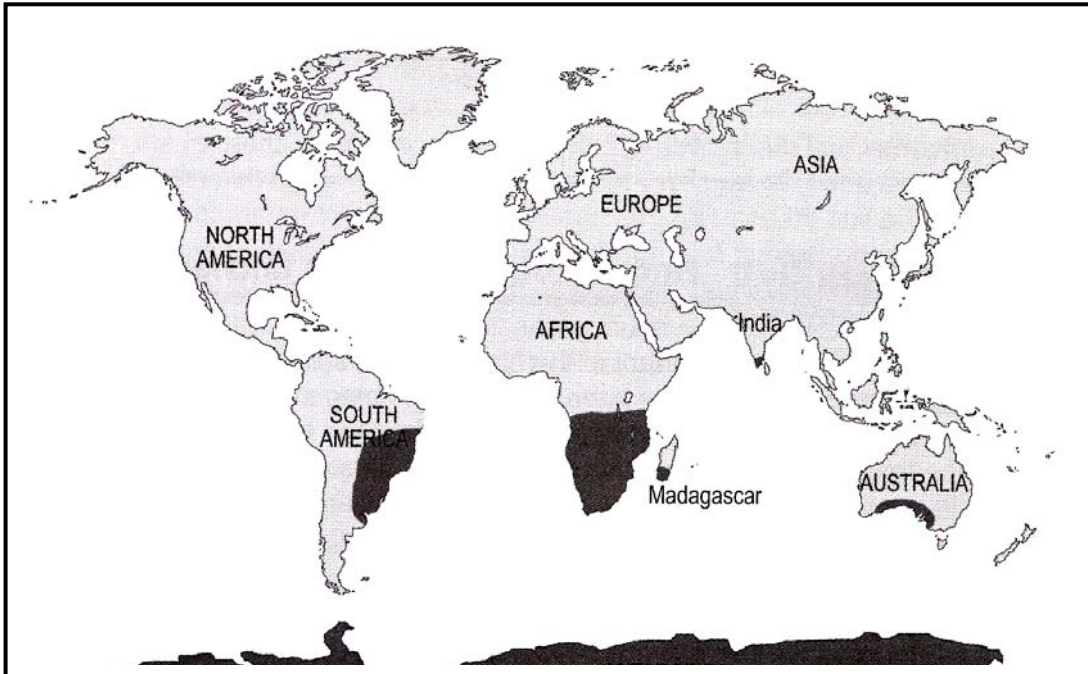 ASIA
EUROPE
NORTH
AMERICA
India
AFRICA
SOUTH
AMERICA
AUSTRALIA
Madagascar